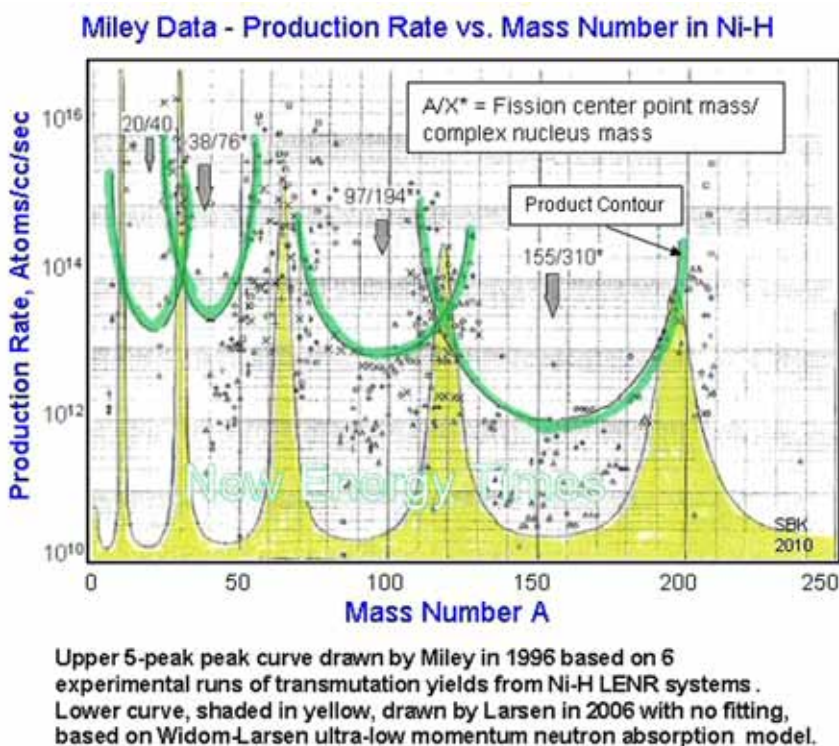 Miley Data - Production Rate vs. Mass Number in Ni-H
Production Rate, Atoms/cc/sec
10^16
10^14
10^12
10^10
20/40
38/76*
97/194
155/310*
A/X* = Fission center point mass/
complex nucleus mass
Product Contour
New Energy Times
SBK
2010
0 50 100 150 200 250
Mass Number A
Upper 5-peak peak curve drawn by Miley in 1996 based on 6
experimental runs of transmutation yields from Ni-H LENR systems .
Lower curve, shaded in yellow, drawn by Larsen in 2006 with no fitting,
based on Widom-Larsen ultra-low momentum neutron absorption model.